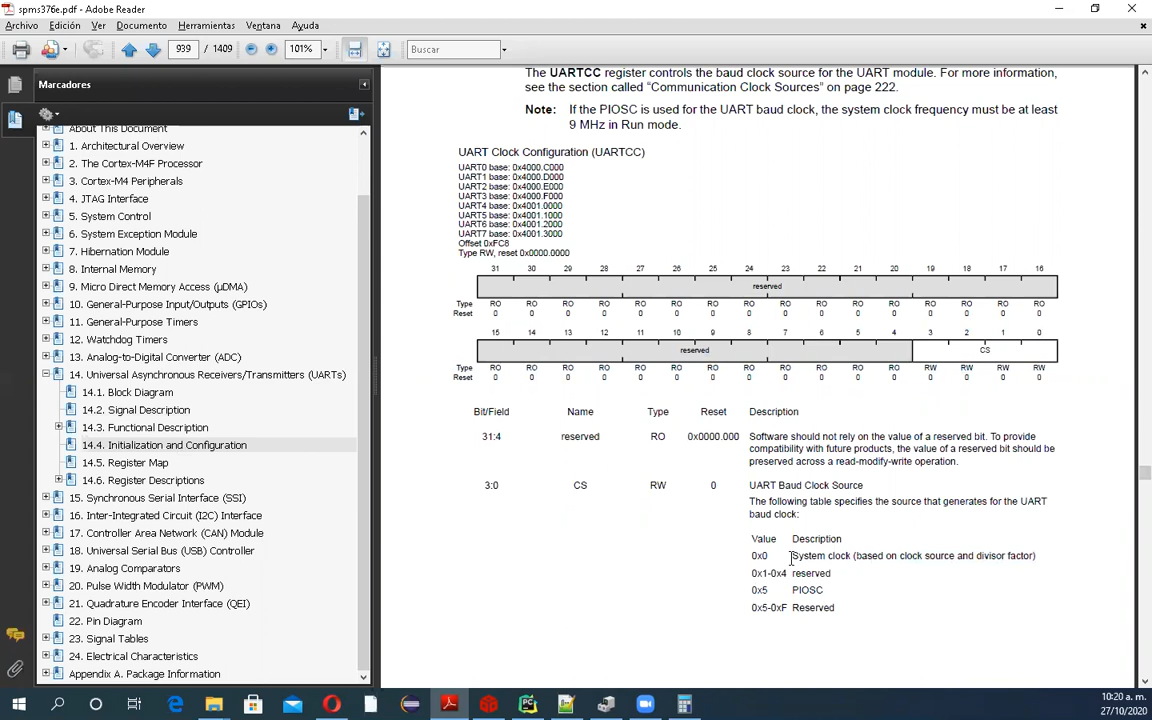 spms376e.pdf - Adobe Reader
Archivo Edición Ver Documento Herramientas Ventana Ayuda
939 / 1409 101% Buscar
Marcadores
About This Document
1. Architectural Overview
2. The Cortex-M4F Processor
3. Cortex-M4 Peripherals
4. JTAG Interface
5. System Control
6. System Exception Module
7. Hibernation Module
8. Internal Memory
9. Micro Direct Memory Access (µDMA)
10. General-Purpose Input/Outputs (GPIOs)
11. General-Purpose Timers
12. Watchdog Timers
13. Analog-to-Digital Converter (ADC)
14. Universal Asynchronous Receivers/Transmitters (UARTs)
14.1. Block Diagram
14.2. Signal Description
14.3. Functional Description
14.4. Initialization and Configuration
14.5. Register Map
14.6. Register Descriptions
15. Synchronous Serial Interface (SSI)
16. Inter-Integrated Circuit (I2C) Interface
17. Controller Area Network (CAN) Module
18. Universal Serial Bus (USB) Controller
19. Analog Comparators
20. Pulse Width Modulator (PWM)
21. Quadrature Encoder Interface (QEI)
22. Pin Diagram
23. Signal Tables
24. Electrical Characteristics
Appendix A. Package Information
The UARTCC register controls the baud clock source for the UART module. For more information,
see the section called “Communication Clock Sources” on page 222.
Note: If the PIOSC is used for the UART baud clock, the system clock frequency must be at least
9 MHz in Run mode.
UART Clock Configuration (UARTCC)
UART0 base: 0x4000.C000
UART1 base: 0x4000.D000
UART2 base: 0x4000.E000
UART3 base: 0x4000.F000
UART4 base: 0x4001.0000
UART5 base: 0x4001.1000
UART6 base: 0x4001.2000
UART7 base: 0x4001.3000
Offset 0xFC8
Type RW, reset 0x0000.0000
31 30 29 28 27 26 25 24 23 22 21 20 19 18 17 16
reserved
Type RO RO RO RO RO RO RO RO RO RO RO RO RO RO RO RO
Reset 0 0 0 0 0 0 0 0 0 0 0 0 0 0 0 0
15 14 13 12 11 10 9 8 7 6 5 4 3 2 1 0
reserved CS
Type RO RO RO RO RO RO RO RO RO RO RO RO RW RW RW RW
Reset 0 0 0 0 0 0 0 0 0 0 0 0 0 0 0 0
Bit/Field Name Type Reset Description
31:4 reserved RO 0x0000.000 Software should not rely on the value of a reserved bit. To provide
compatibility with future products, the value of a reserved bit should be
preserved across a read-modify-write operation.
3:0 CS RW 0 UART Baud Clock Source
The following table specifies the source that generates for the UART
baud clock:
Value Description
0x0 System clock (based on clock source and divisor factor)
0x1-0x4 reserved
0x5 PIOSC
0x5-0xF Reserved
10:20 a. m.
27/10/2020